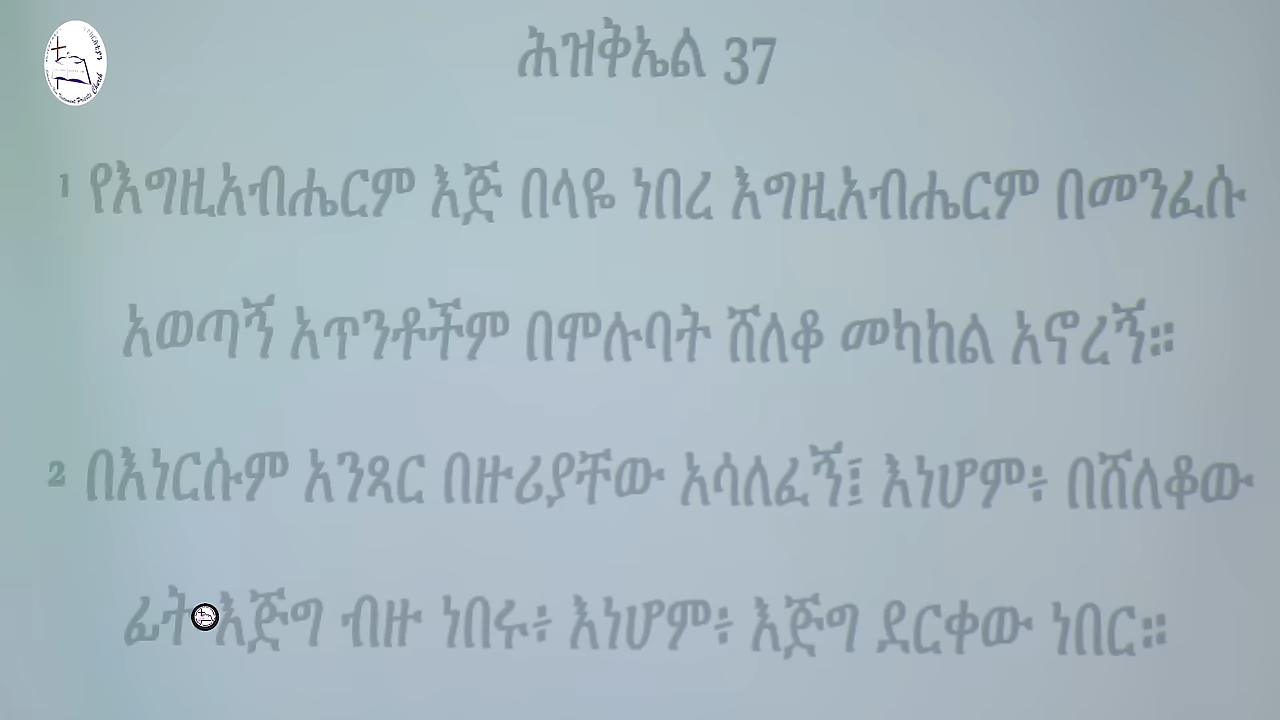 ሕዝቅኤል 37
1 የእግዚአብሔርም እጅ በላዬ ነበረ እግዚአብሔርም በመንፈሱ
አወጣኝ አጥንቶችም በሞሉባት ሸለቆ መካከል አኖረኝ።
2 በእነርሱም አንጻር በዙሪያቸው አሳለፈኝ፤ እነሆም፥ በሸለቆው
ፊት እጅግ ብዙ ነበሩ፥ እነሆም፥ እጅግ ደርቀው ነበር።